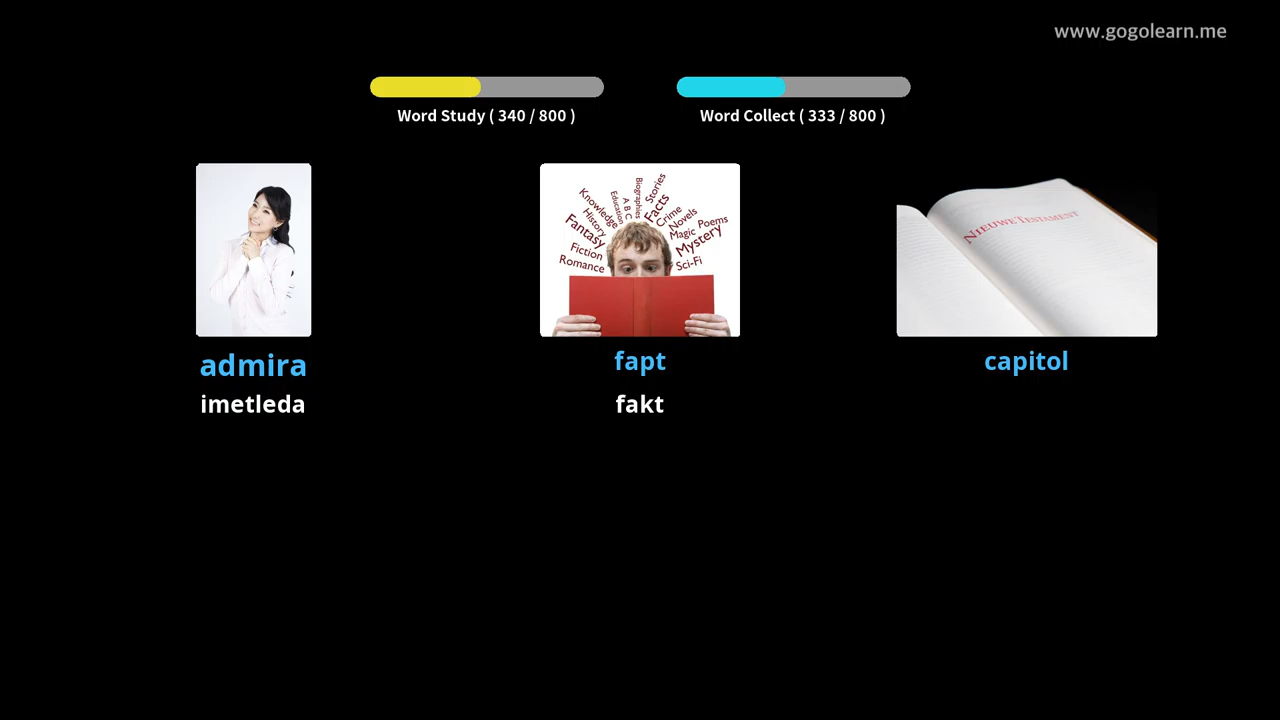 www.gogolearn.me
Word Study ( 340 / 800 )
Word Collect ( 333 / 800 )
Stories
Biographies
Knowledge
Education
A B C
Facts
Crime
History
Novels
Fantasy
Magic Poems
Mystery
Fiction
Romance
Sci-Fi
NIEUWE TESTAMENT
admira
fapt
capitol
imetleda
fakt